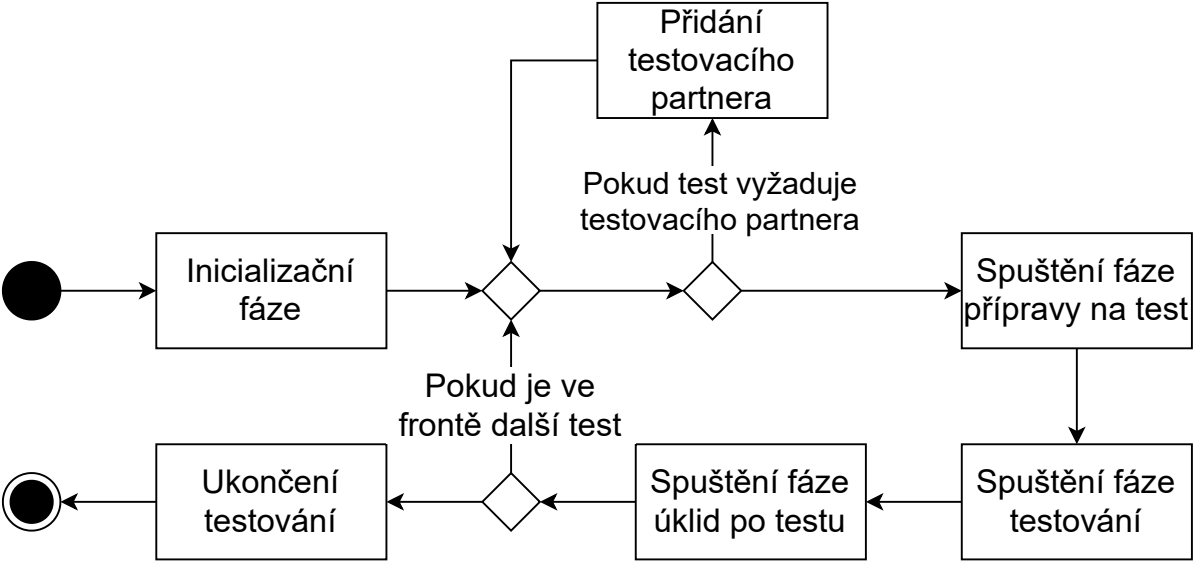 Přidání
testovacího
partnera
Pokud test vyžaduje
testovacího partnera
Inicializační
fáze
Spuštění fáze
přípravy na test
Pokud je ve
frontě další test
Ukončení
testování
Spuštění fáze
úklid po testu
Spuštění fáze
testování